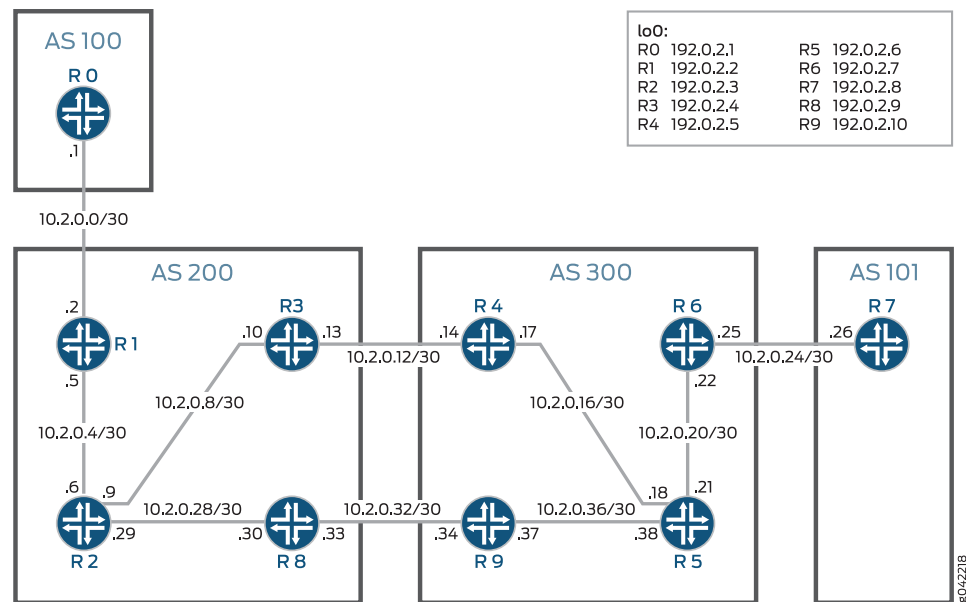 AS 100
R 0
.1
10.2.0.0/30
lo0:
R0 192.0.2.1 R5 192.0.2.6
R1 192.0.2.2 R6 192.0.2.7
R2 192.0.2.3 R7 192.0.2.8
R3 192.0.2.4 R8 192.0.2.9
R4 192.0.2.5 R9 192.0.2.10
AS 200
AS 300
AS 101
.2
R 1
.5
10.2.0.4/30
.6
.9
R 2
.29
10.2.0.8/30
.10
R3
.13
10.2.0.12/30
10.2.0.28/30
.30
R 8
.33
10.2.0.32/30
.14
R 4
.17
10.2.0.16/30
.34
R 9
.37
10.2.0.36/30
R 6
.25
.22
10.2.0.20/30
.18
.21
.38
R 5
10.2.0.24/30
R 7
.26
g042218